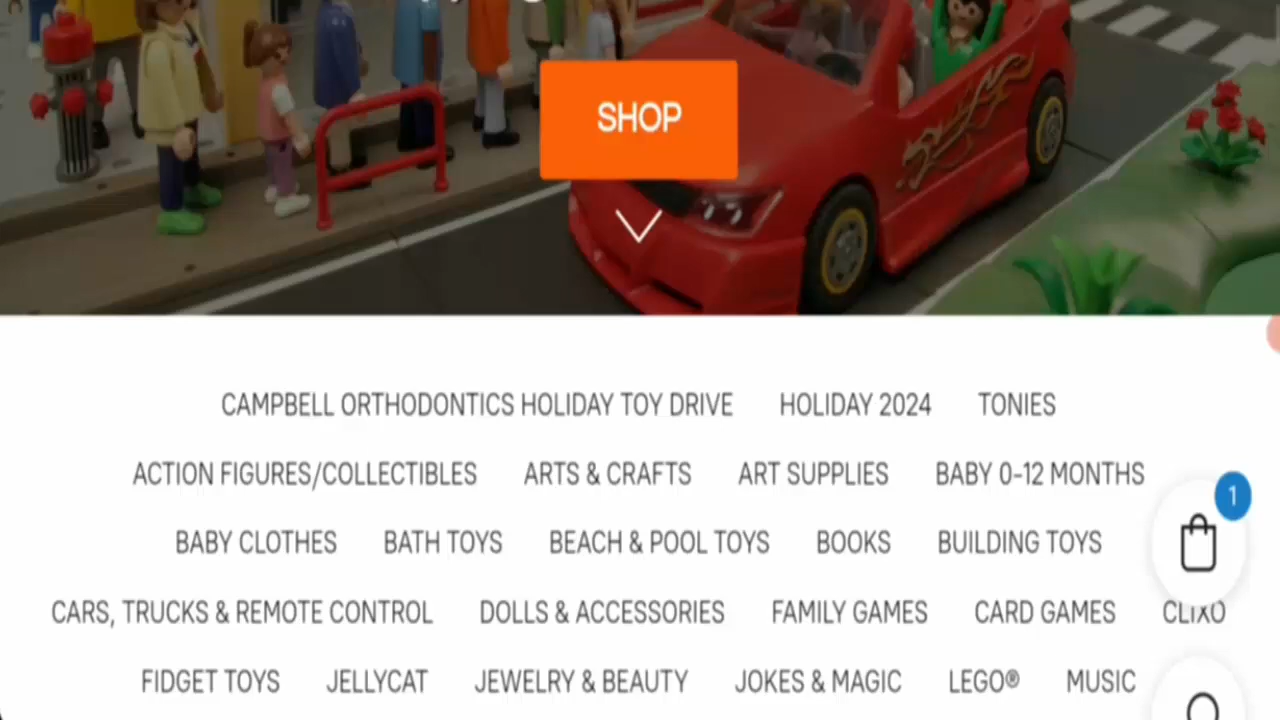 SHOP
CAMPBELL ORTHODONTICS HOLIDAY TOY DRIVE HOLIDAY 2024 TONIES
ACTION FIGURES/COLLECTIBLES ARTS & CRAFTS ART SUPPLIES BABY 0-12 MONTHS
1
BABY CLOTHES BATH TOYS BEACH & POOL TOYS BOOKS BUILDING TOYS
CARS, TRUCKS & REMOTE CONTROL DOLLS & ACCESSORIES FAMILY GAMES CARD GAMES CLIXO
FIDGET TOYS JELLYCAT JEWELRY & BEAUTY JOKES & MAGIC LEGO® MUSIC